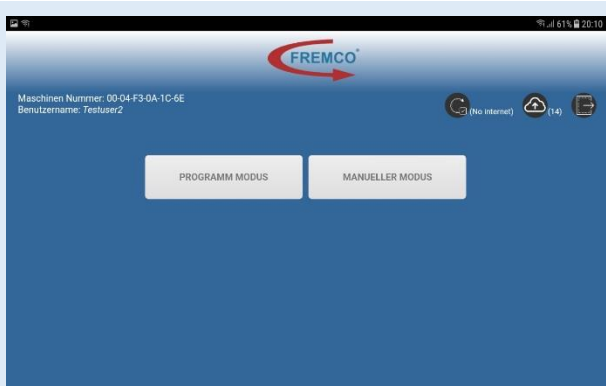 61% 20:10
FREMCO
Maschinen Nummer: 00-04-F3-0A-1C-6E
Benutzername: Testuser2
(No internet) (14)
PROGRAMM MODUS MANUELLER MODUS